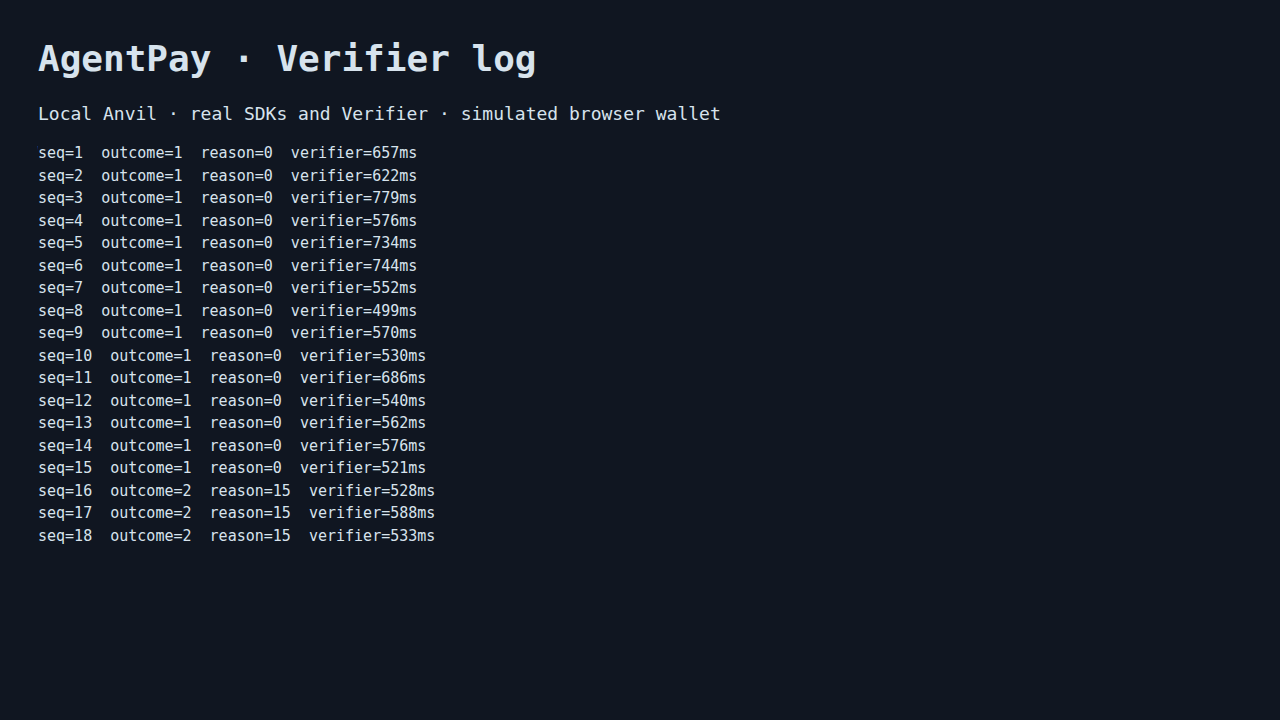 AgentPay · Verifier log
Local Anvil · real SDKs and Verifier · simulated browser wallet
seq=1  outcome=1  reason=0  verifier=657ms
seq=2  outcome=1  reason=0  verifier=622ms
seq=3  outcome=1  reason=0  verifier=779ms
seq=4  outcome=1  reason=0  verifier=576ms
seq=5  outcome=1  reason=0  verifier=734ms
seq=6  outcome=1  reason=0  verifier=744ms
seq=7  outcome=1  reason=0  verifier=552ms
seq=8  outcome=1  reason=0  verifier=499ms
seq=9  outcome=1  reason=0  verifier=570ms
seq=10  outcome=1  reason=0  verifier=530ms
seq=11  outcome=1  reason=0  verifier=686ms
seq=12  outcome=1  reason=0  verifier=540ms
seq=13  outcome=1  reason=0  verifier=562ms
seq=14  outcome=1  reason=0  verifier=576ms
seq=15  outcome=1  reason=0  verifier=521ms
seq=16  outcome=2  reason=15  verifier=528ms
seq=17  outcome=2  reason=15  verifier=588ms
seq=18  outcome=2  reason=15  verifier=533ms